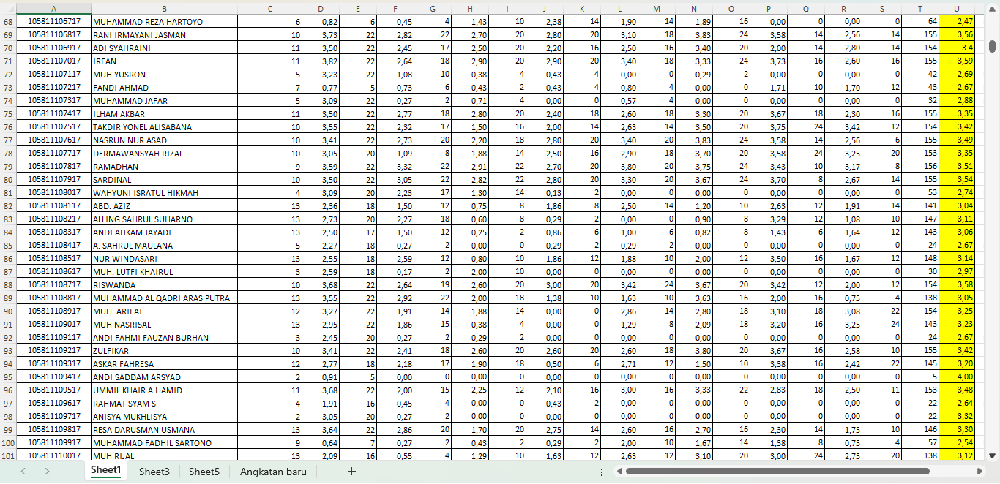 A B C D E F G H I J K L M N O P Q R S T U
68 105811106717 MUHAMMAD REZA HARTOYO 6 0,82 6 0,45 4 1,43 10 2,38 14 1,90 14 1,89 16 0,00 0 0,00 0 64 2,47
69 105811106817 RANI IRMAYANI JASMAN 10 3,73 22 2,82 22 2,70 20 2,80 20 3,10 18 3,83 24 3,58 14 2,56 14 155 3,56
70 105811106917 ADI SYAHRAINI 11 3,50 22 2,45 17 2,50 20 2,20 16 2,50 16 3,40 20 2,00 14 2,80 14 154 3.4
71 105811107017 IRFAN 11 3,82 22 2,64 18 2,90 20 2,90 20 3,40 18 3,33 24 3,73 16 2,60 16 155 3,59
72 105811107117 MUH.YUSRON 5 3,23 22 1,08 10 0,38 4 0,43 4 0,00 0 0,29 2 0,00 0 0,00 0 42 2,69
73 105811107217 FANDI AHMAD 7 0,77 5 0,73 6 0,43 2 0,43 4 0,80 4 0,00 0 1,71 10 1,70 12 43 2,67
74 105811107317 MUHAMMAD JAFAR 5 3,09 22 0,27 2 0,71 4 0,00 0 0,57 4 0,00 0 0,00 0 0,00 0 32 2,88
75 105811107417 ILHAM AKBAR 11 3,50 22 2,77 18 2,80 20 2,40 18 2,60 18 3,30 20 3,67 18 2,30 16 155 3,35
76 105811107517 TAKDIR YONEL ALISABANA 10 3,55 22 2,32 17 1,50 16 2,00 14 2,63 14 3,50 20 3,75 24 3,42 12 154 3,42
77 105811107617 NASRUN NUR ASAD 10 3,41 22 2,73 20 2,20 18 2,80 20 3,40 20 3,83 24 3,58 14 2,56 6 155 3,49
78 105811107717 DERMAWANSYAH RIZAL 10 3,05 20 1,09 8 1,88 14 2,50 16 2,90 18 3,70 20 3,58 24 3,25 20 153 3,35
79 105811107817 RAMADHAN 9 3,59 22 3,32 22 2,91 22 2,70 20 3,80 20 3,75 24 3,43 10 3,17 8 156 3,51
80 105811107917 SARDINAL 10 3,50 22 3,05 22 2,82 22 2,80 20 3,30 20 3,67 24 3,70 8 2,67 14 155 3,54
81 105811108017 WAHYUNI ISRATUL HIKMAH 4 3,09 20 2,23 17 1,30 14 0,13 2 0,00 0 0,00 0 0,00 0 0,00 0 53 2,74
82 105811108117 ABD. AZIZ 13 2,36 18 1,50 12 0,75 8 1,86 8 2,50 14 1,20 10 2,63 12 1,91 14 141 3,04
83 105811108217 ALLING SAHRUL SUHARNO 13 2,73 20 2,27 18 0,60 8 0,29 2 0,00 0 0,90 8 3,29 12 1,08 10 147 3,11
84 105811108317 ANDI AHKAM JAYADI 13 2,50 17 1,50 12 0,25 2 0,86 6 1,00 6 0,82 8 1,43 6 1,64 12 143 3,06
85 105811108417 A. SAHRUL MAULANA 5 2,27 18 0,27 2 0,00 0 0,29 2 0,29 2 0,00 0 0,00 0 0,00 0 24 2,67
86 105811108517 NUR WINDASARI 13 2,55 18 2,59 12 0,80 10 1,86 12 1,88 10 2,00 12 3,50 16 1,67 12 148 3,14
87 105811108617 MUH. LUTFI KHAIRUL 3 2,59 18 0,17 2 2,00 10 0,00 0 0,00 0 0,00 0 0,00 0 0,00 0 30 2,97
88 105811108717 RISWANDA 10 3,68 22 2,64 19 2,60 20 3,00 20 3,42 24 3,67 20 3,42 12 2,00 12 154 3,58
89 105811108817 MUHAMMAD AL QADRI ARAS PUTRA 13 3,55 22 2,92 22 2,00 18 1,38 10 1,63 10 3,63 16 2,00 16 0,75 4 138 3,05
90 105811108917 MUH. ARIFAI 12 3,27 22 1,91 14 1,88 14 0,00 0 2,86 14 2,80 18 3,10 18 3,08 22 154 3,25
91 105811109017 MUH NASRISAL 13 2,95 22 1,86 15 0,38 4 0,00 0 1,29 8 2,09 18 3,20 16 3,25 24 143 3,23
92 105811109117 ANDI FAHMI FAUZAN BURHAN 3 2,45 20 0,27 2 0,29 2 0,00 0 0,00 0 0,00 0 0,00 0 0,00 0 24 2,67
93 105811109217 ZULFIKAR 10 3,41 22 2,41 18 2,60 20 2,60 20 2,60 18 3,80 20 3,67 16 2,58 10 155 3,42
94 105811109317 ASKAR FAHRESA 12 2,77 18 2,18 17 1,90 18 0,50 6 2,71 12 1,50 10 3,38 16 2,42 22 145 3,20
95 105811109417 ANDI SADDAM ARSYAD 2 0,91 5 0,00 0 0,00 0 0,00 0 0,00 0 0,00 0 0,00 0 0,00 0 5 4,00
96 105811109517 UMMIL KHAIR A HAMID 11 3,68 22 2,00 15 2,25 12 2,10 16 3,00 16 3,33 22 2,83 18 2,50 11 153 3,48
97 105811109617 RAHMAT SYAM S 4 1,91 16 0,45 4 0,00 0 0,43 2 0,00 0 0,00 0 0,00 0 0,00 0 22 2,64
98 105811109717 ANISYA MUKHLISYA 2 3,05 20 0,27 2 0,00 0 0,00 0 0,00 0 0,00 0 0,00 0 0,00 0 22 3,32
99 105811109817 RESA DARUSMAN USMANA 13 3,64 22 2,86 20 1,70 20 2,75 14 2,60 16 2,70 16 2,30 14 1,75 10 146 3,30
100 105811109917 MUHAMMAD FADHIL SARTONO 9 0,64 7 0,27 2 0,43 2 0,29 2 2,00 10 1,67 14 1,38 8 0,75 4 57 2,54
101 105811110017 MUH RIJAL 13 2,09 16 0,55 4 1,29 10 1,63 12 2,63 12 3,10 20 3,00 24 2,75 20 138 3,12
Sheet1 Sheet3 Sheet5 Angkatan baru